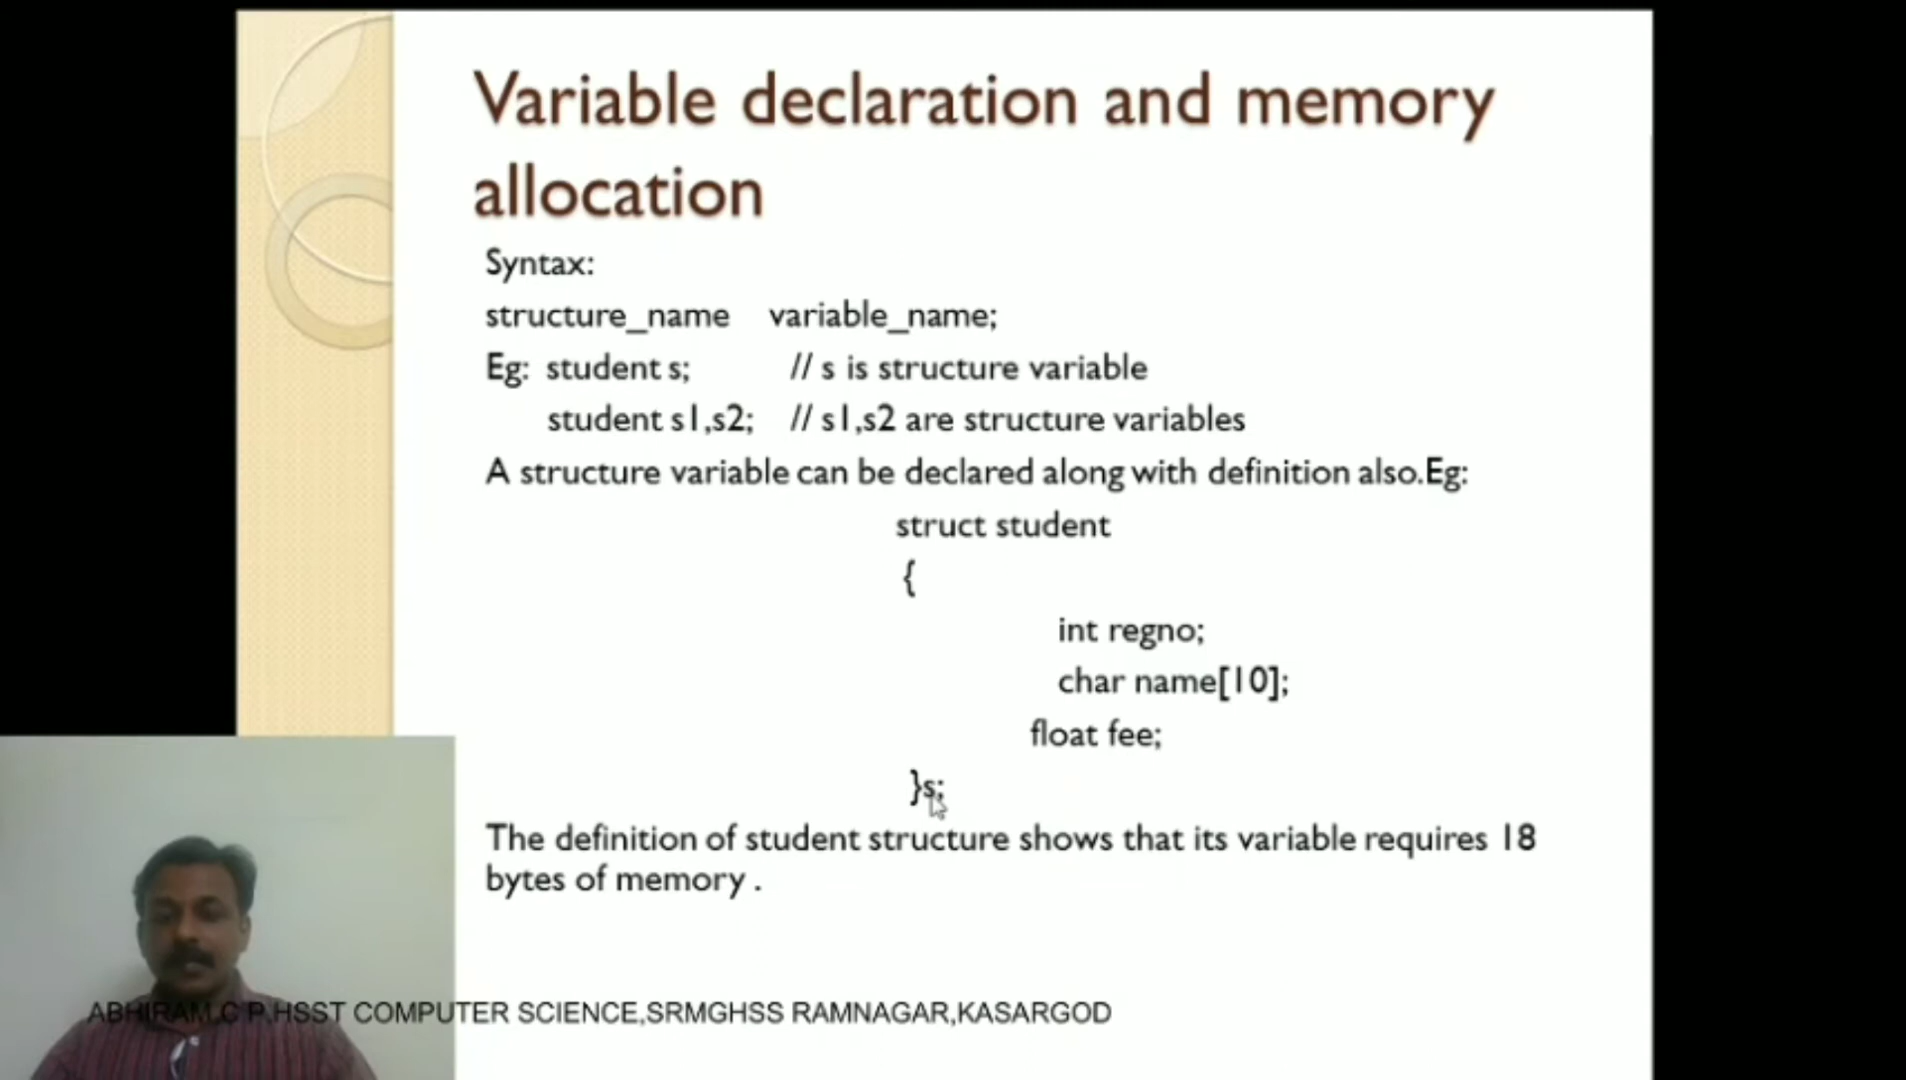 Variable declaration and memory
allocation
Syntax:
structure_name variable_name;
Eg: student s; // s is structure variable
student s1,s2; // s1,s2 are structure variables
A structure variable can be declared along with definition also.Eg:
struct student
{
int regno;
char name[10];
float fee;
}s;
The definition of student structure shows that its variable requires 18
bytes of memory .
ABHIRAM.C P,HSST COMPUTER SCIENCE,SRMGHSS RAMNAGAR,KASARGOD